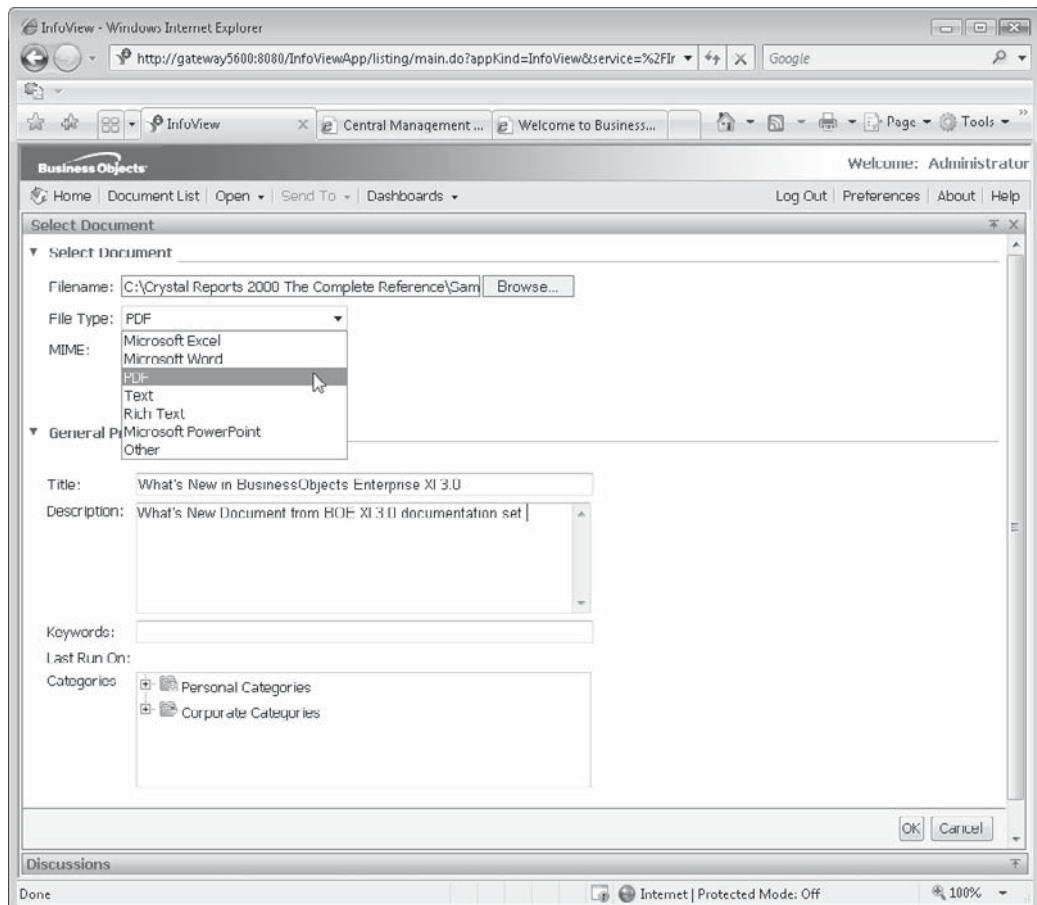 InfoView - Windows Internet Explorer
http://gateway5600:8080/InfoViewApp/listing/main.do?appKind=InfoView&service=%2FIr
Google
InfoView
Central Management ...
Welcome to Business...
Page
Tools
Business Objects
Welcome: Administrator
Home | Document List | Open | Send To | Dashboards
Log Out | Preferences | About | Help
Select Document
Select Document
Filename: C:\Crystal Reports 2000 The Complete Reference\Sam Browse...
File Type: PDF
MIME:
Microsoft Excel
Microsoft Word
PDF
Text
Rich Text
Microsoft PowerPoint
Other
General P
Title: What's New in BusinessObjects Enterprise XI 3.0
Description: What's New Document from BOE XI 3.0 documentation set
Keywords:
Last Run On:
Categories
Personal Categories
Corporate Categories
OK Cancel
Discussions
Done
Internet | Protected Mode: Off
100%